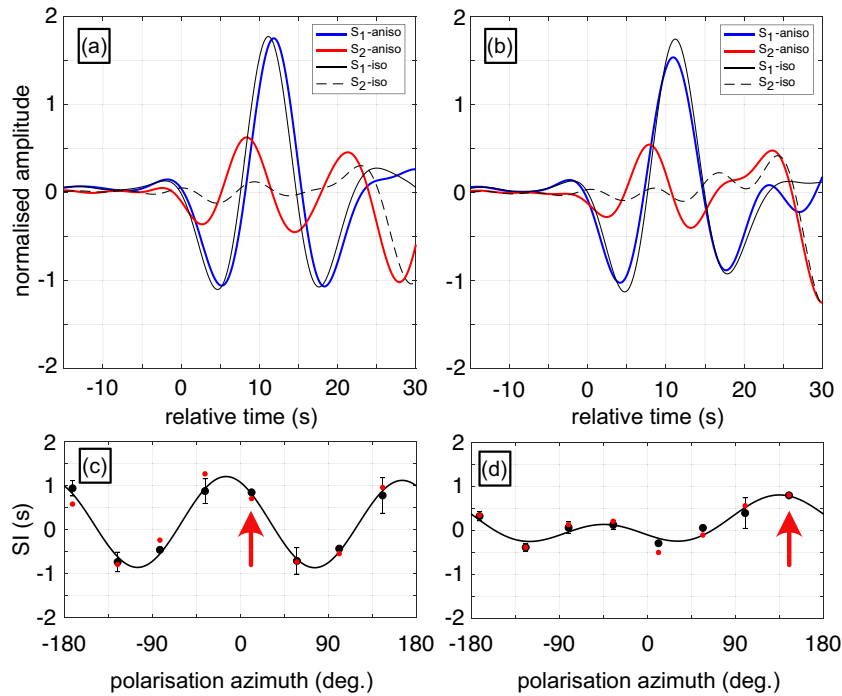 (a)
S1-aniso
S2-aniso
S1-iso
S2-iso
2
1
0
-1
-2
normalised amplitude
-10 0 10 20 30
relative time (s)
(b)
S1-aniso
S2-aniso
S1-iso
S2-iso
2
1
0
-1
-2
-10 0 10 20 30
relative time (s)
(c)
2
1
0
-1
-2
SI (s)
-180 -90 0 90 180
polarisation azimuth (deg.)
(d)
2
1
0
-1
-2
-180 -90 0 90 180
polarisation azimuth (deg.)